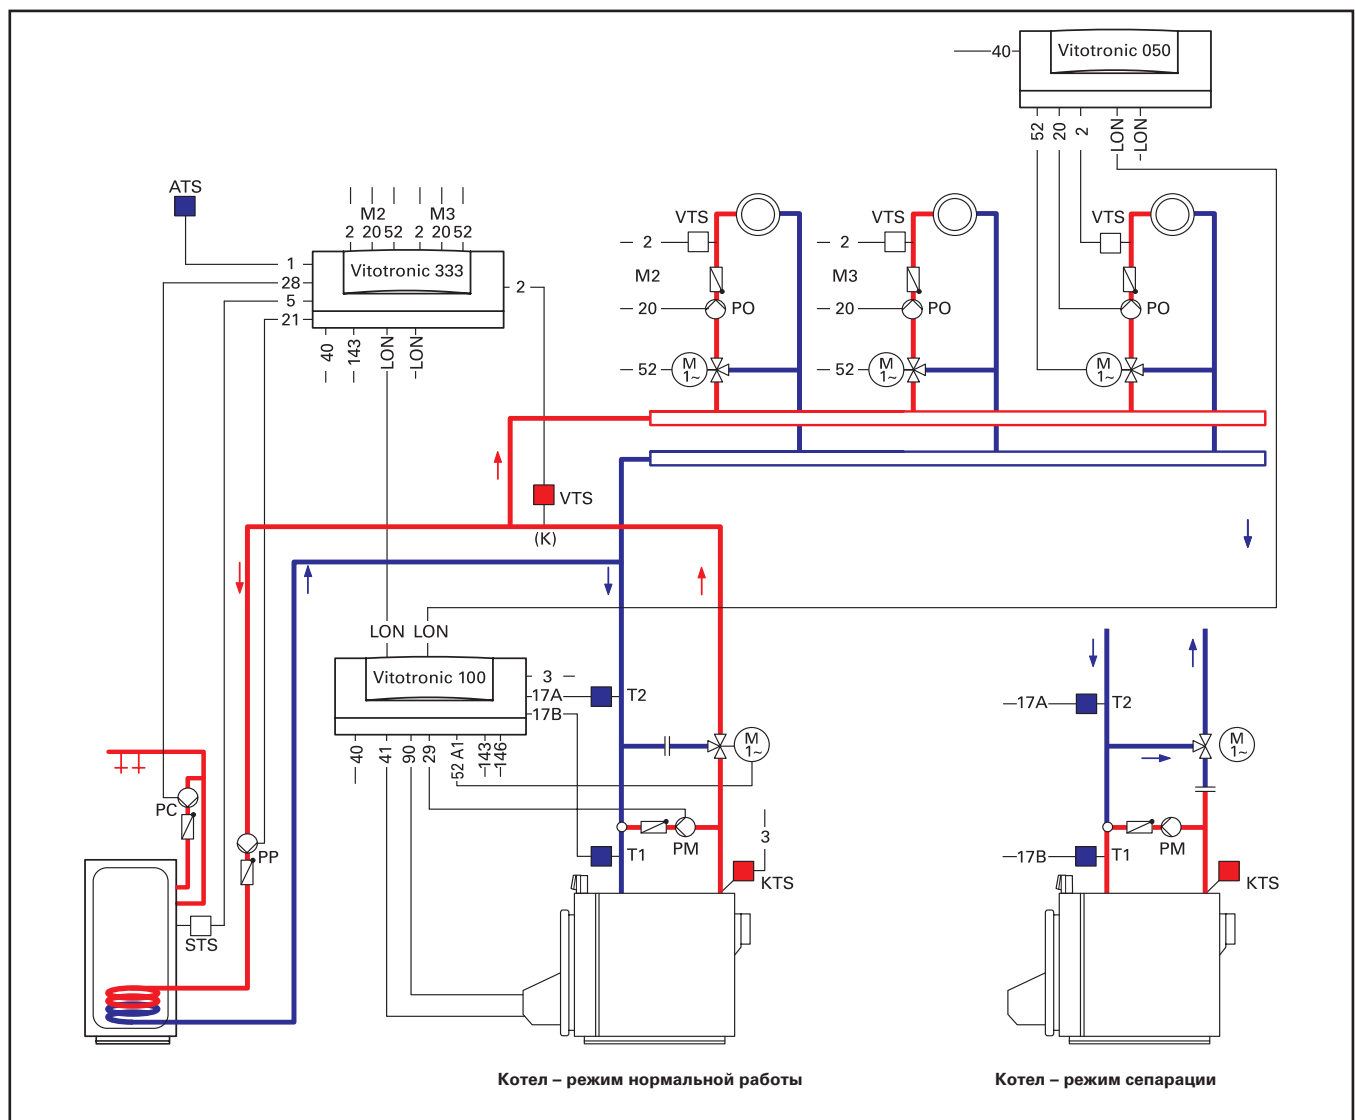 40
Vitotronic 050
52 20 2 LON LON
ATS
M2 M3
2 20 52 2 20 52
Vitotronic 333
1
28
5
21
2
40 143 LON LON
VTS VTS VTS
2 2
M2 M3
20 PO 20 PO PO
52 M 1~ 52 M 1~ M 1~
VTS
(K)
LON LON
Vitotronic 100
3
17A
17B
T2
40 41 90 29 52 A1 143 146
M 1~
PM
T1
3
KTS
PC
PP
STS
17A T2
M 1~
PM
17B T1
KTS
Котел – режим нормальной работы
Котел – режим сепарации